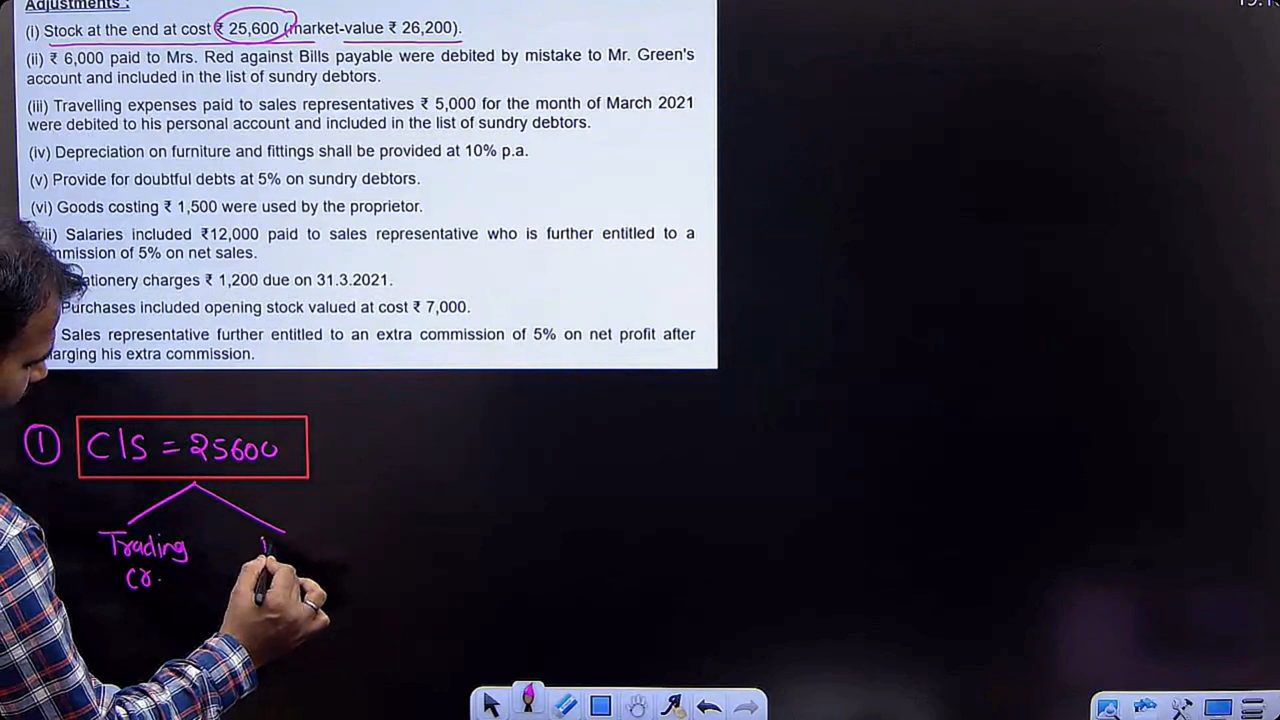 Adjustments :
(i) Stock at the end at cost ₹ 25,600 (market-value ₹ 26,200).
(ii) ₹ 6,000 paid to Mrs. Red against Bills payable were debited by mistake to Mr. Green's
account and included in the list of sundry debtors.
(iii) Travelling expenses paid to sales representatives ₹ 5,000 for the month of March 2021
were debited to his personal account and included in the list of sundry debtors.
(iv) Depreciation on furniture and fittings shall be provided at 10% p.a.
(v) Provide for doubtful debts at 5% on sundry debtors.
(vi) Goods costing ₹ 1,500 were used by the proprietor.
Salaries included ₹12,000 paid to sales representative who is further entitled to a
of 5% on net sales.
charges ₹ 1,200 due on 31.3.2021.
Purchases included opening stock valued at cost ₹ 7,000.
Sales representative further entitled to an extra commission of 5% on net profit after
his extra commission.
① C|S = 25600
Trading
Cr.